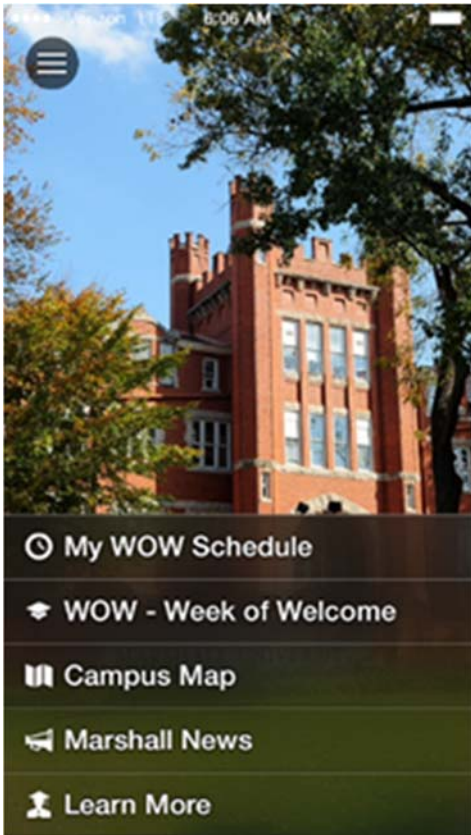 6:06 AM
My WOW Schedule
WOW - Week of Welcome
Campus Map
Marshall News
Learn More